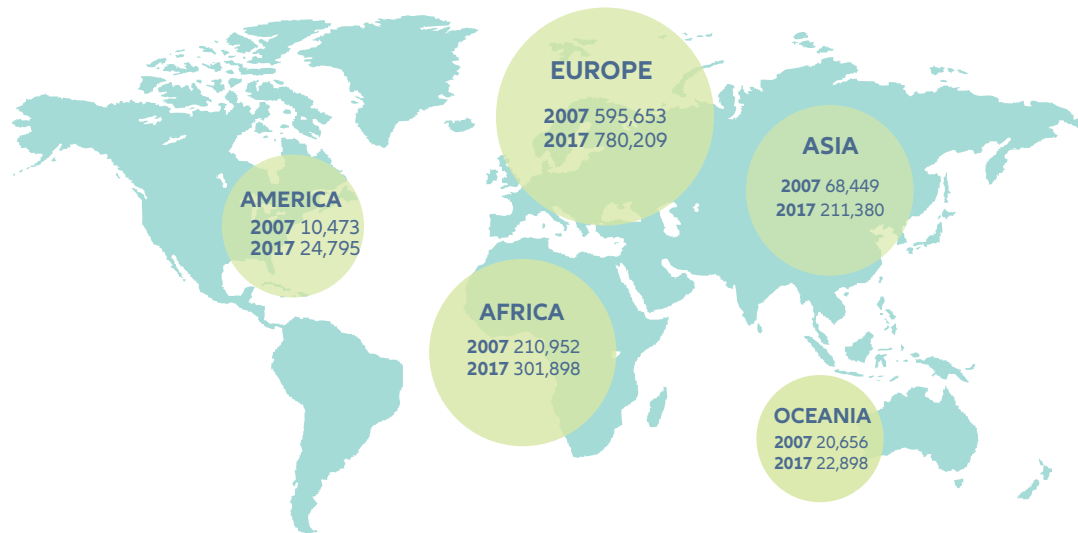 EUROPE
2007 595,653
2017 780,209
ASIA
2007 68,449
2017 211,380
AMERICA
2007 10,473
2017 24,795
AFRICA
2007 210,952
2017 301,898
OCEANIA
2007 20,656
2017 22,898